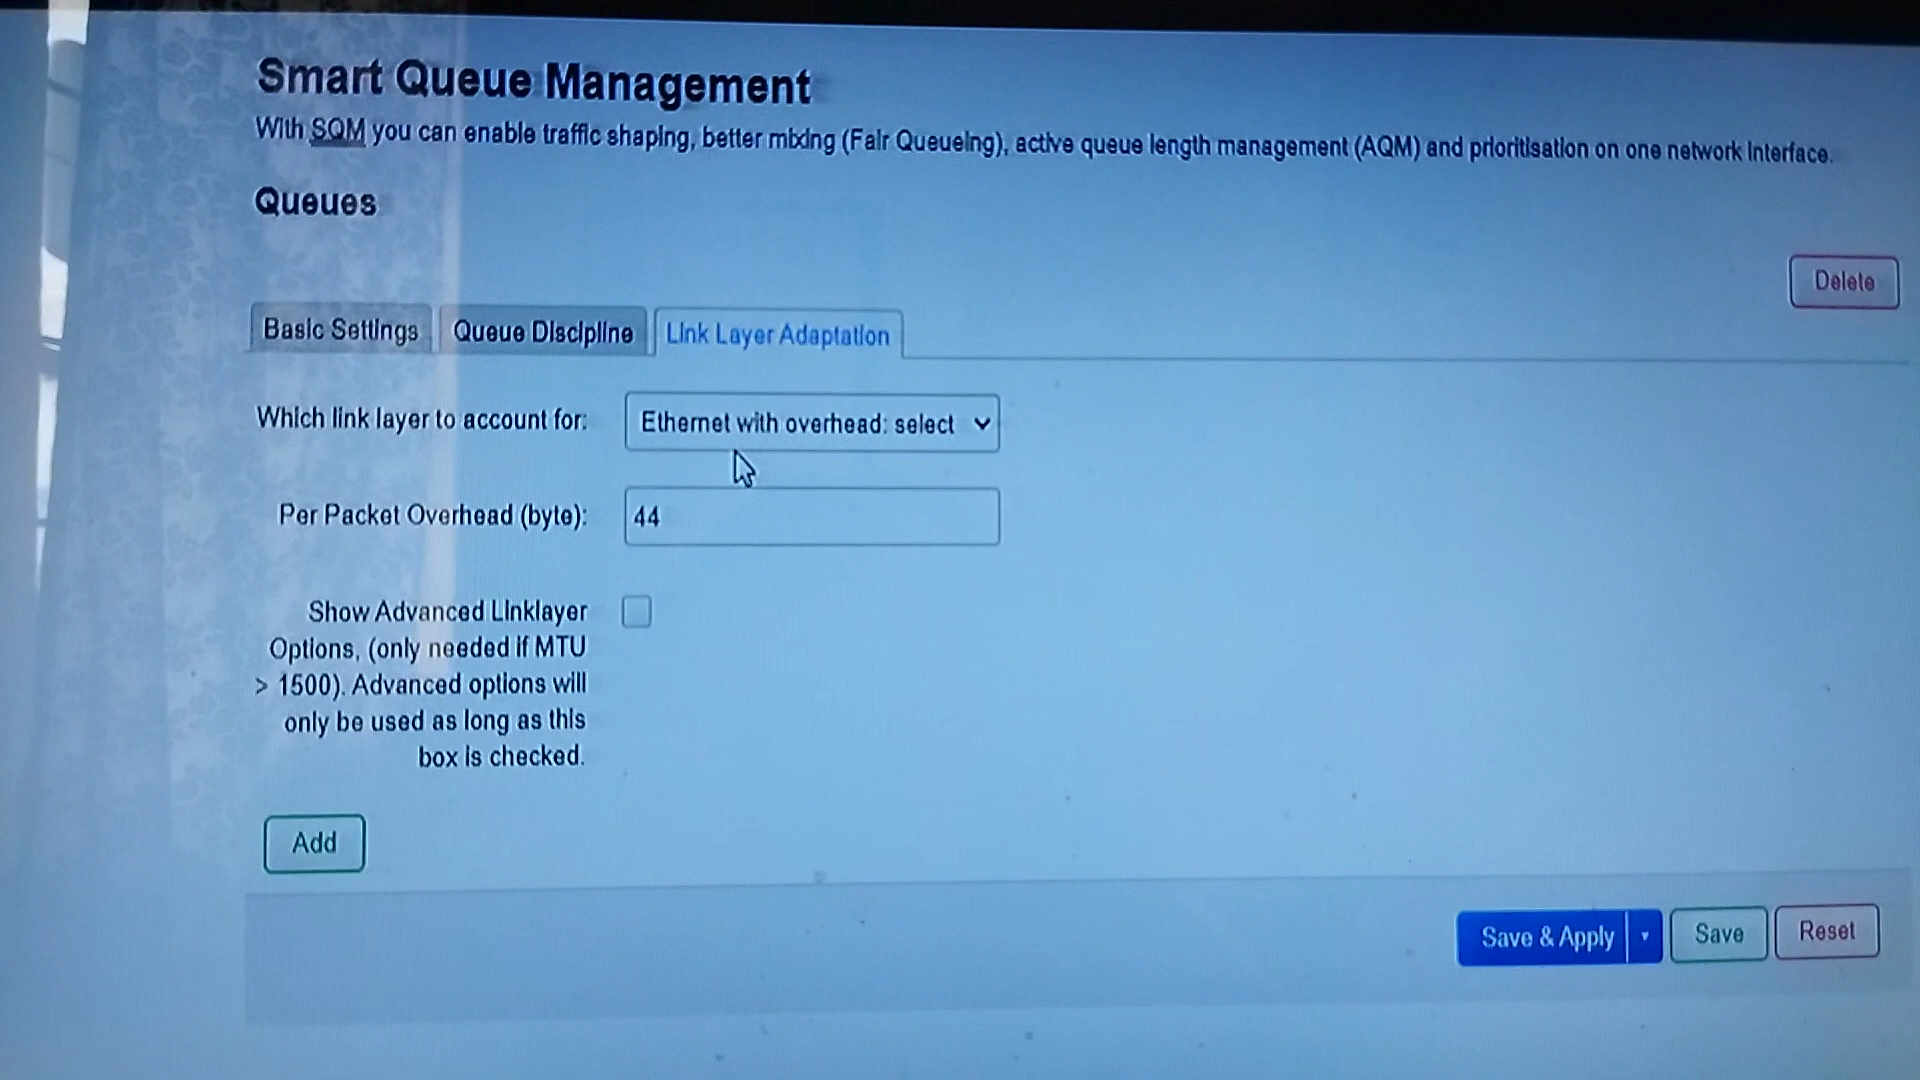 Smart Queue Management
With SQM you can enable traffic shaping, better mixing (Fair Queueing), active queue length management (AQM) and prioritisation on one network interface.
Queues
Delete
Basic Settings
Queue Discipline
Link Layer Adaptation
Which link layer to account for:
Ethernet with overhead: select
Per Packet Overhead (byte):
44
Show Advanced Linklayer
Options, (only needed if MTU
> 1500). Advanced options will
only be used as long as this
box is checked.
Add
Save & Apply
Save
Reset